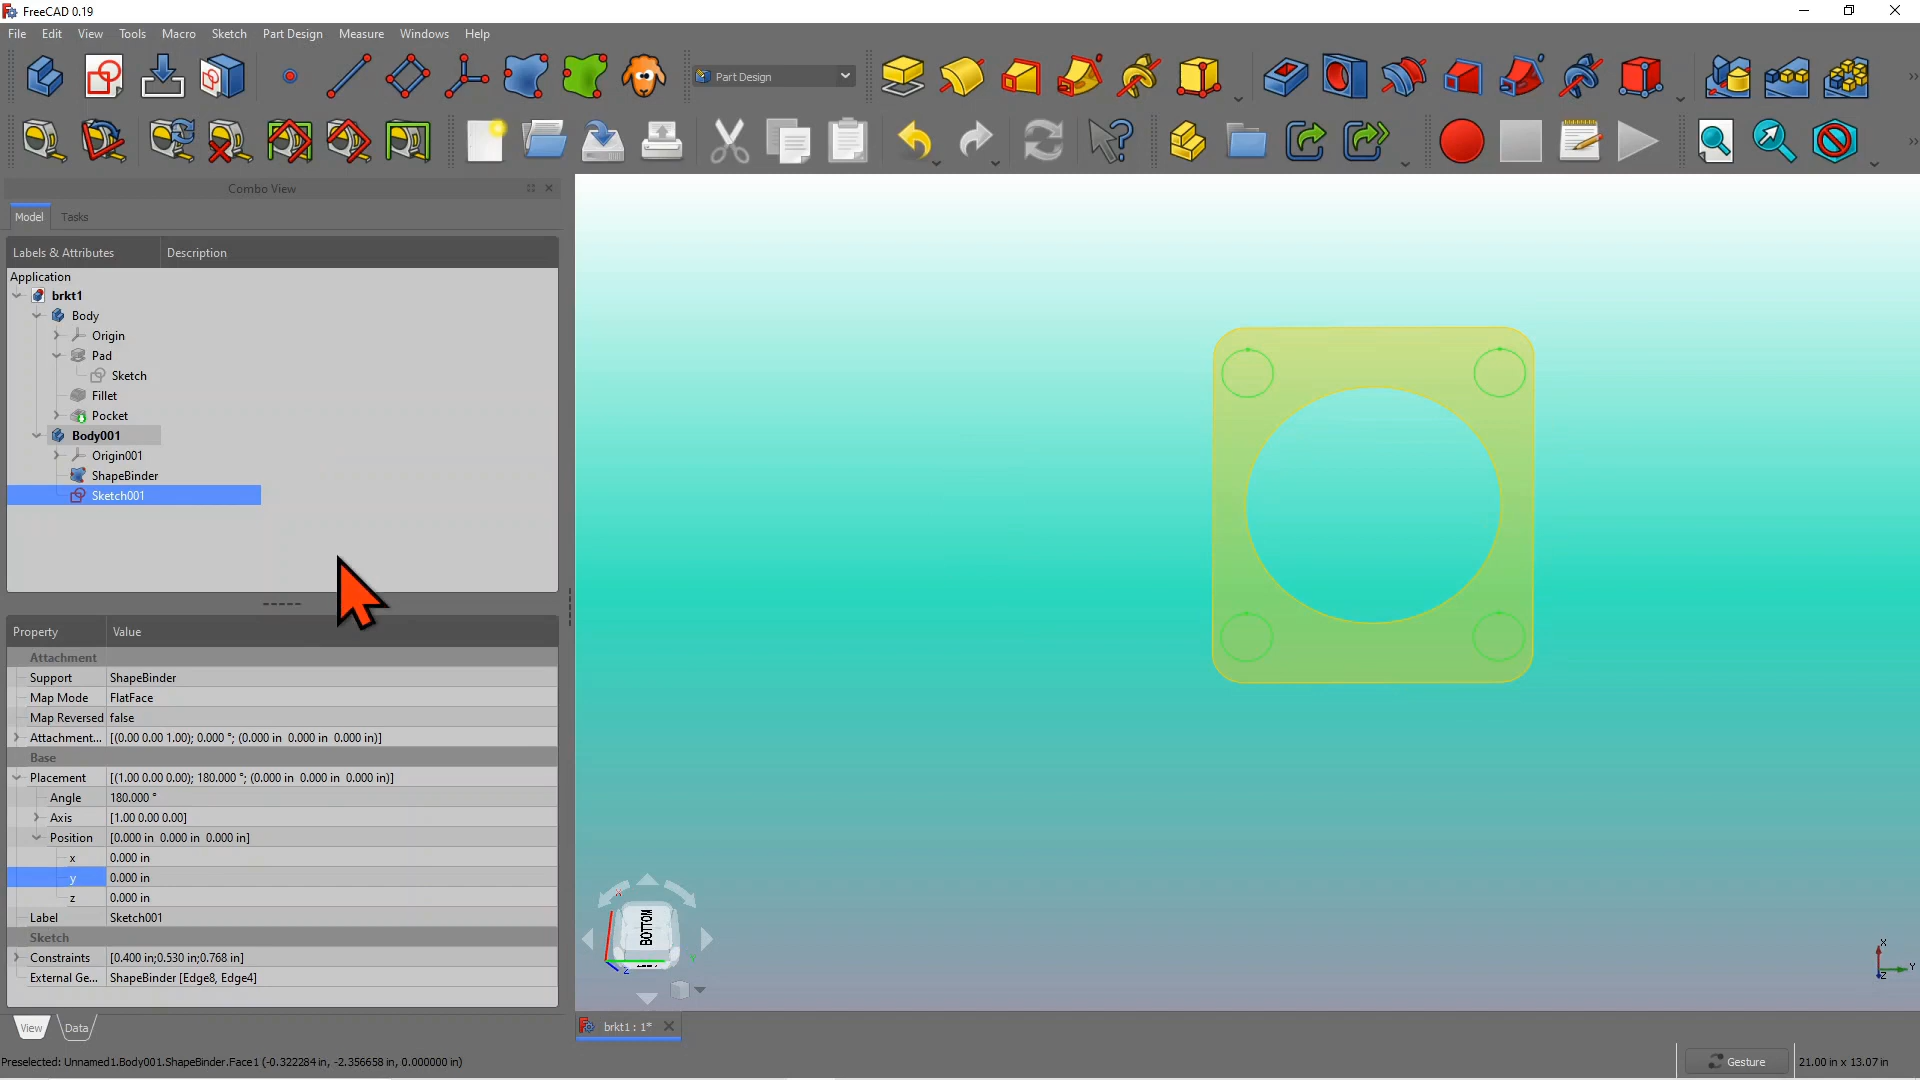 FreeCAD 0.19
File Edit View Tools Macro Sketch Part Design Measure Windows Help
Part Design
Combo View
Model Tasks
Labels & Attributes Description
Application
brkt1
Body
Origin
Pad
Sketch
Fillet
Pocket
Body001
Origin001
ShapeBinder
Sketch001
Property Value
Attachment
Support ShapeBinder
Map Mode FlatFace
Map Reversed false
Attachment... [(0.00 0.00 1.00); 0.000 °; (0.000 in 0.000 in 0.000 in)]
Base
Placement [(1.00 0.00 0.00); 180.000 °; (0.000 in 0.000 in 0.000 in)]
Angle 180.000 °
Axis [1.00 0.00 0.00]
Position [0.000 in 0.000 in 0.000 in]
x 0.000 in
y 0.000 in
z 0.000 in
Label Sketch001
Sketch
Constraints [0.400 in;0.530 in;0.768 in]
External Ge... ShapeBinder [Edge8, Edge4]
BOTTOM
X
Y
Z
X
Y
Z
View Data
brkt1 : 1*
Preselected: Unnamed1.Body001.ShapeBinder.Face1 (-0.322284 in, -2.356658 in, 0.000000 in)
Gesture 21.00 in x 13.07 in